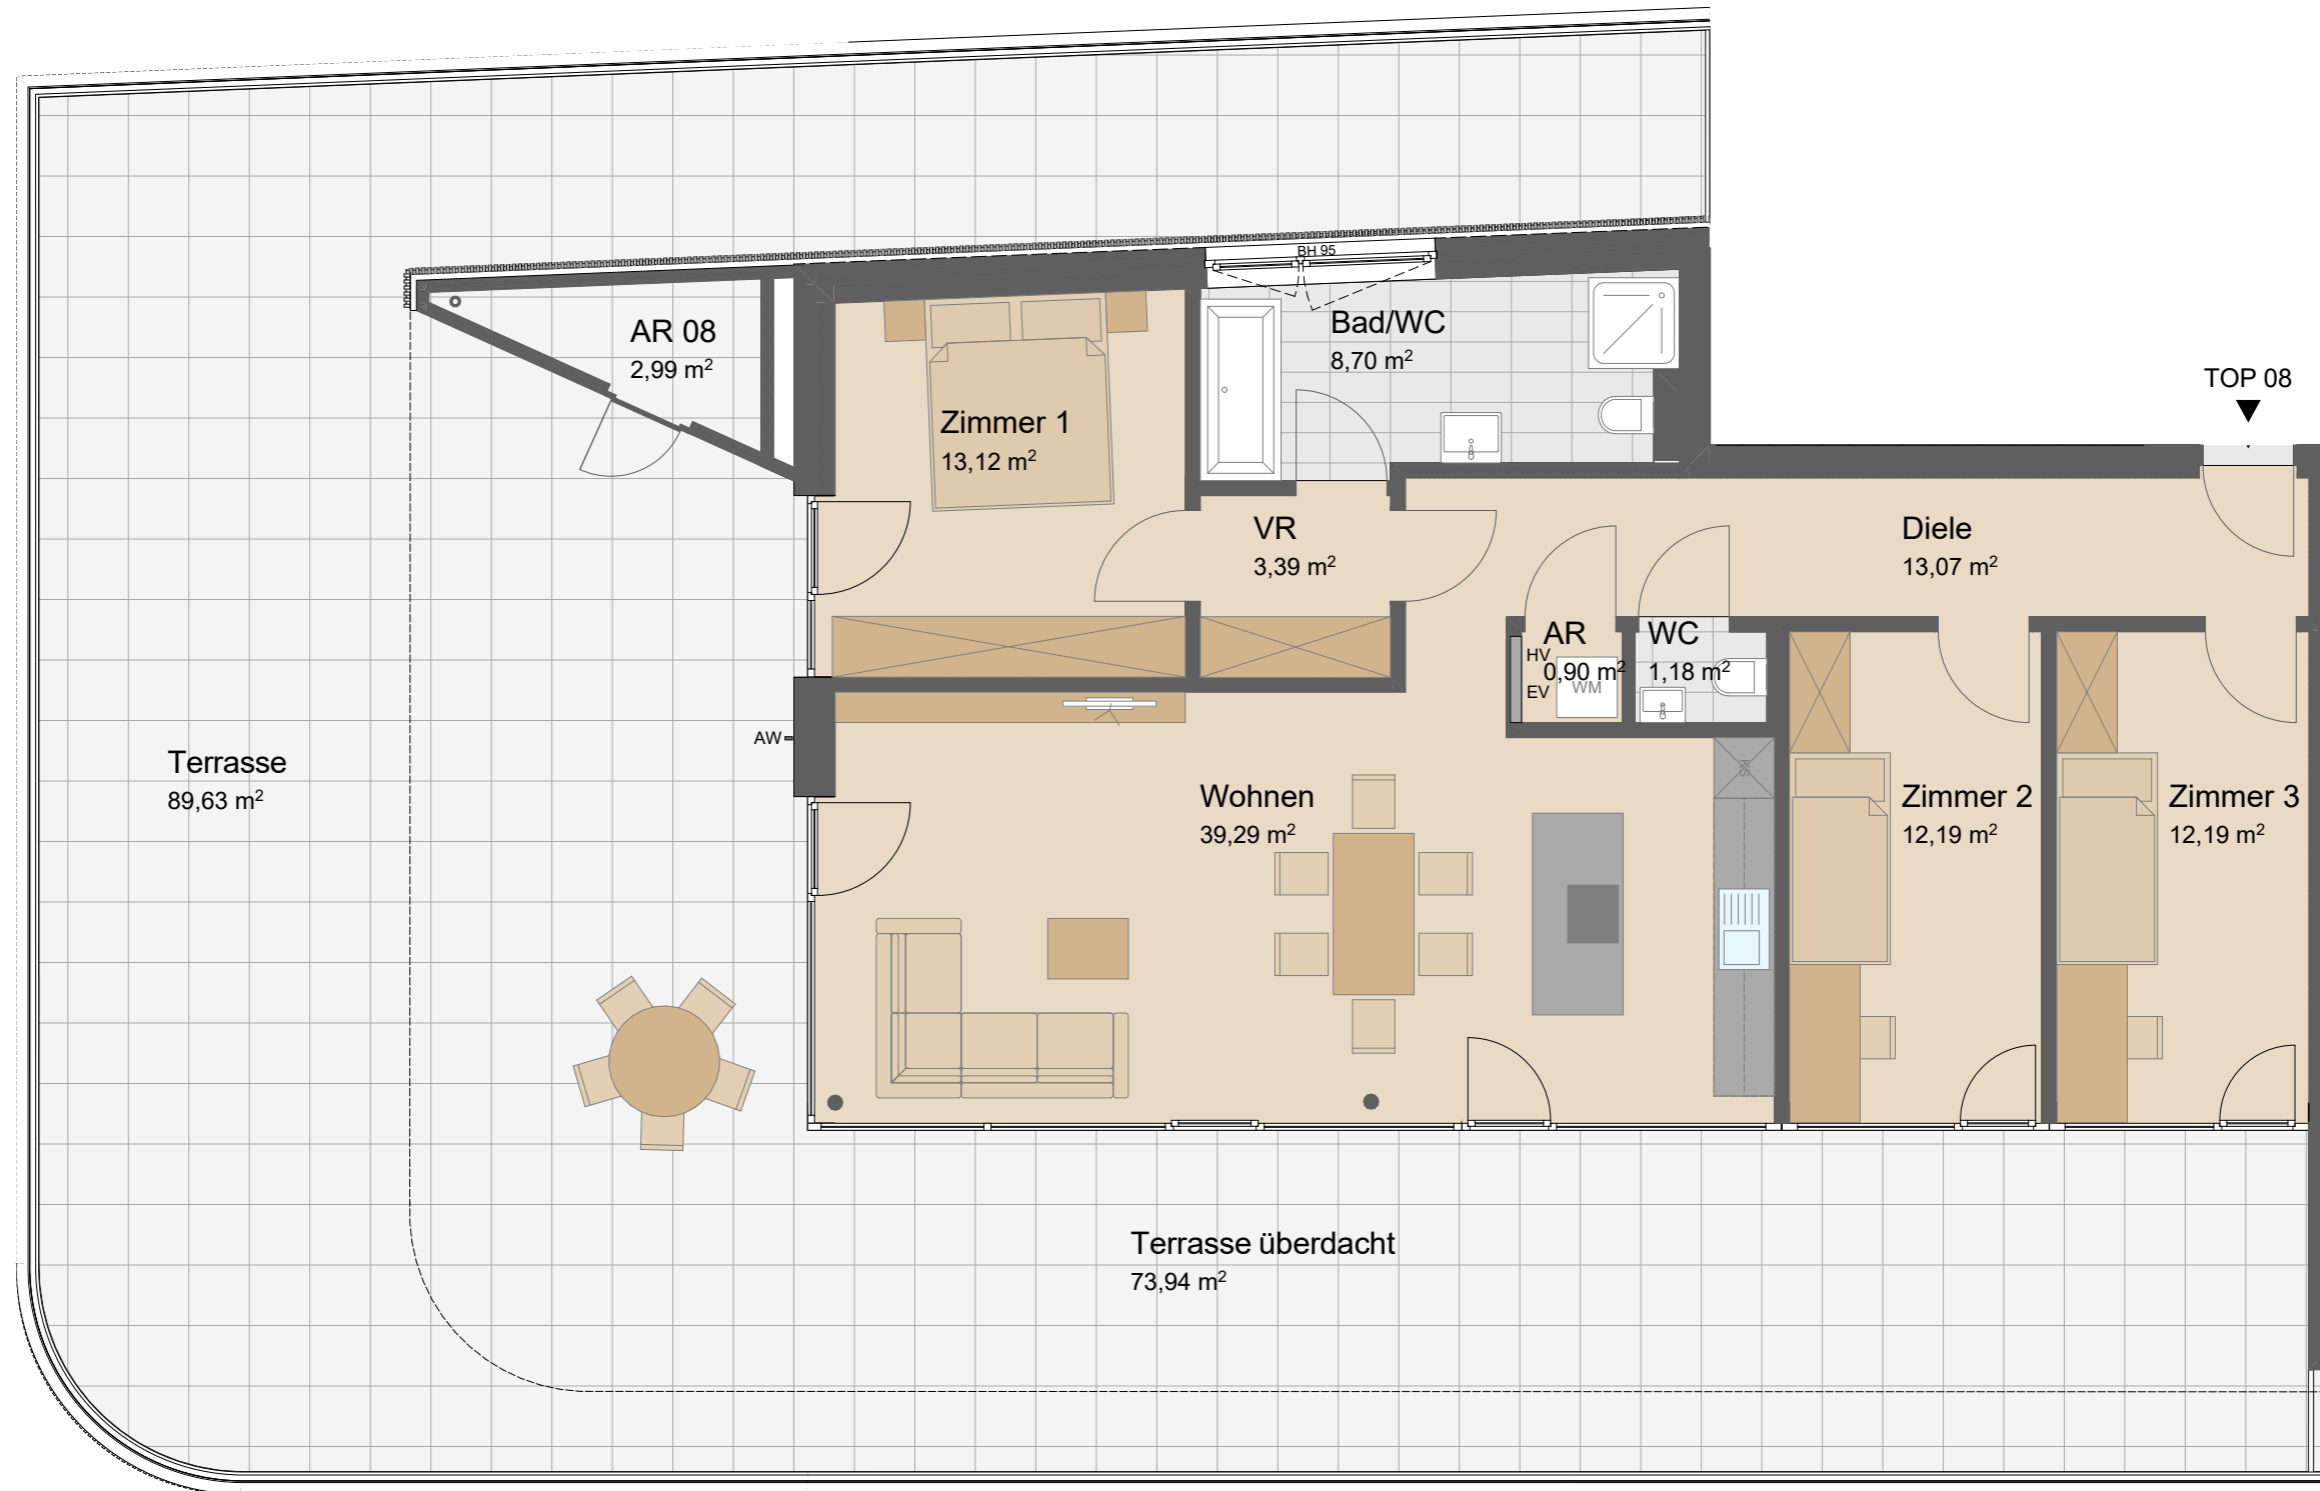 BH 95
AR 08
2,99 m²
Bad/WC
8,70 m²
TOP 08
Zimmer 1
13,12 m²
VR
3,39 m²
Diele
13,07 m²
AR
0,90 m²
HV
EV
WM
WC
1,18 m²
AW
Terrasse
89,63 m²
Wohnen
39,29 m²
KS
Zimmer 2
12,19 m²
Zimmer 3
12,19 m²
Terrasse überdacht
73,94 m²